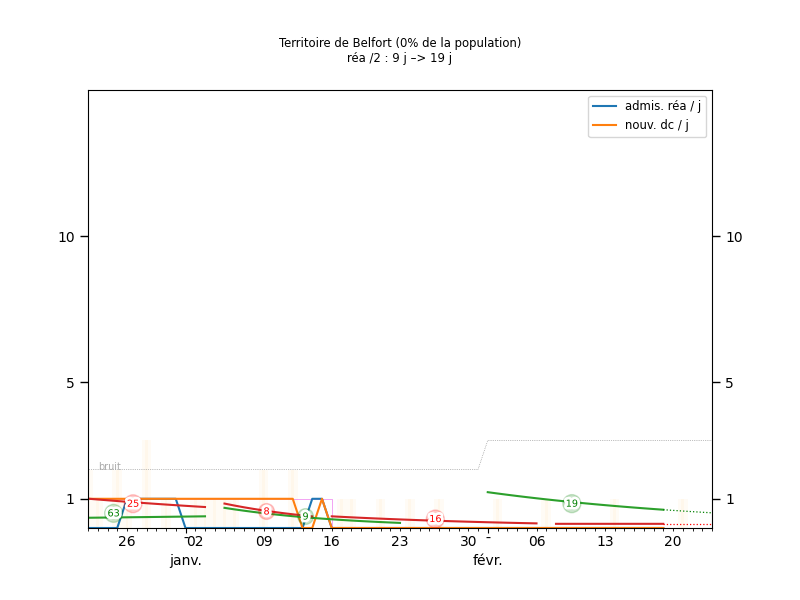 Territoire de Belfort (0% de la population)
réa /2 : 9 j –> 19 j
admis. réa / j
nouv. dc / j
10 10
5 5
bruit
1 1
25
63
8
9
16
19
26 02 09 16 23 30 06 13 20
janv. févr.